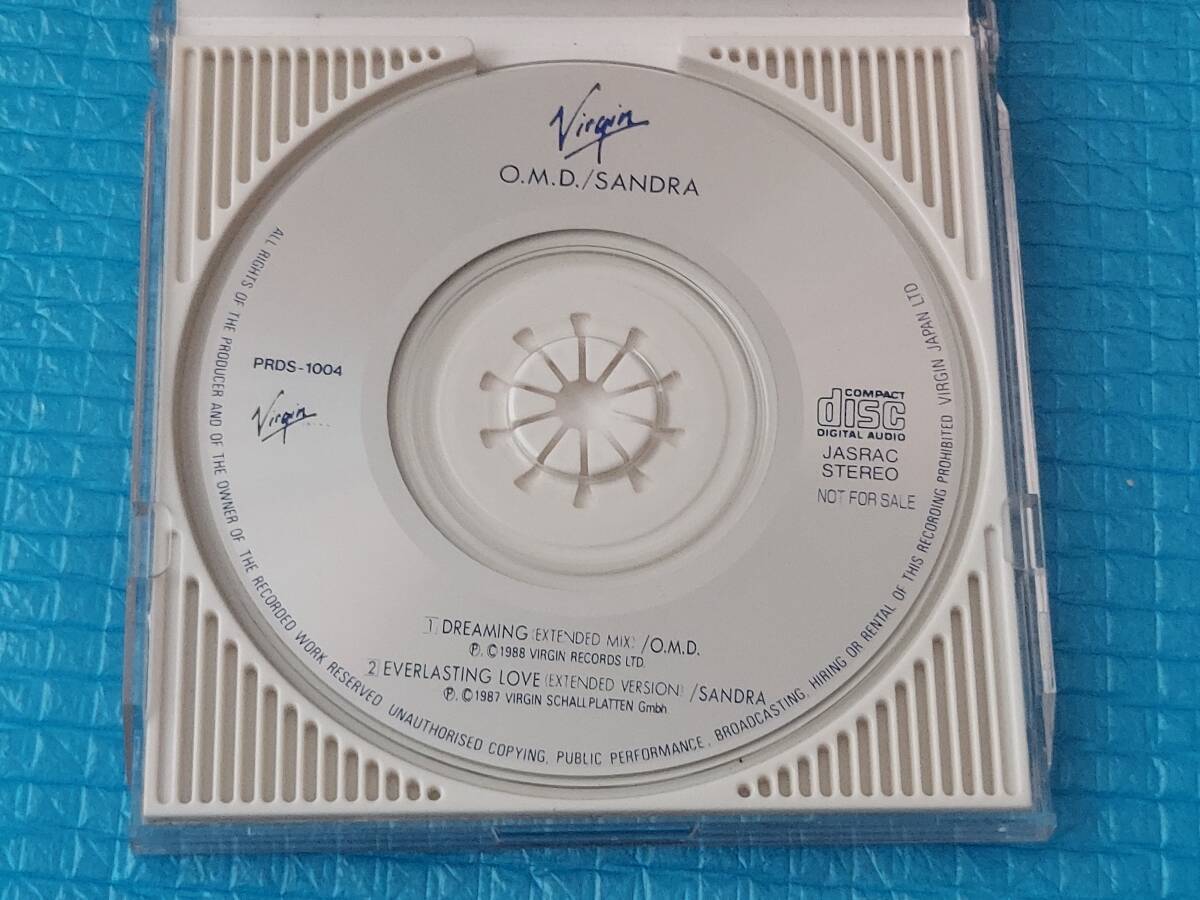 Virgin
O.M.D./SANDRA
PRDS-1004
Virgin
COMPACT
disc
DIGITAL AUDIO
JASRAC
STEREO
NOT FOR SALE
1 DREAMING (EXTENDED MIX) /O.M.D.
Ⓟ. ©1988 VIRGIN RECORDS LTD.
2 EVERLASTING LOVE (EXTENDED VERSION) /SANDRA
Ⓟ. ©1987 VIRGIN SCHALLPLATTEN Gmbh
ALL RIGHTS OF THE PRODUCER AND OF THE OWNER OF THE RECORDED WORK RESERVED. UNAUTHORISED COPYING, PUBLIC PERFORMANCE, BROADCASTING, HIRING OR RENTAL OF THIS RECORDING PROHIBITED VIRGIN JAPAN LTD